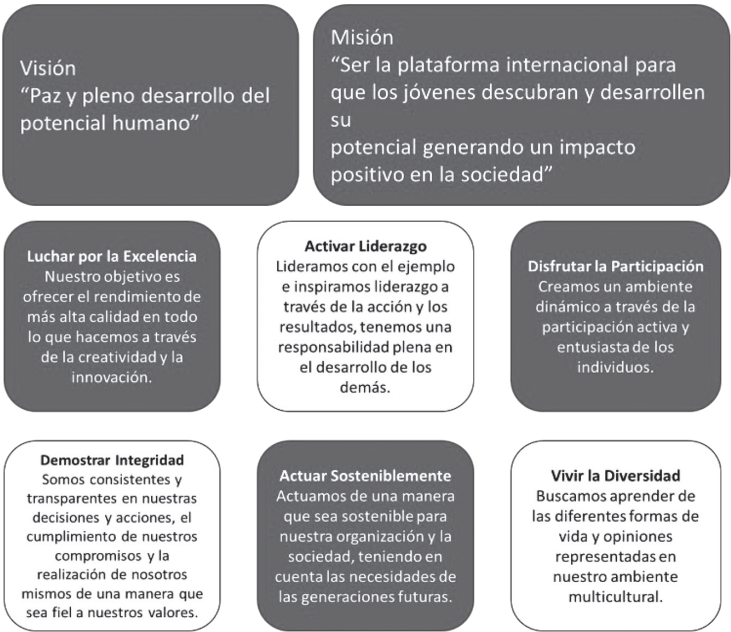 Visión
“Paz y pleno desarrollo del
potencial humano”
Misión
“Ser la plataforma internacional para
que los jóvenes descubran y desarrollen
su
potencial generando un impacto
positivo en la sociedad”
Luchar por la Excelencia
Nuestro objetivo es
ofrecer el rendimiento de
más alta calidad en todo
lo que hacemos a través
de la creatividad y la
innovación.
Activar Liderazgo
Lideramos con el ejemplo
e inspiramos liderazgo a
través de la acción y los
resultados, tenemos una
responsabilidad plena en
el desarrollo de los
demás.
Disfrutar la Participación
Creamos un ambiente
dinámico a través de la
participación activa y
entusiasta de los
individuos.
Demostrar Integridad
Somos consistentes y
transparentes en nuestras
decisiones y acciones, el
cumplimiento de nuestros
compromisos y la
realización de nosotros
mismos de una manera que
sea fiel a nuestros valores.
Actuar Sosteniblemente
Actuamos de una manera
que sea sostenible para
nuestra organización y la
sociedad, teniendo en
cuenta las necesidades de
las generaciones futuras.
Vivir la Diversidad
Buscamos aprender de
las diferentes formas de
vida y opiniones
representadas en
nuestro ambiente
multicultural.